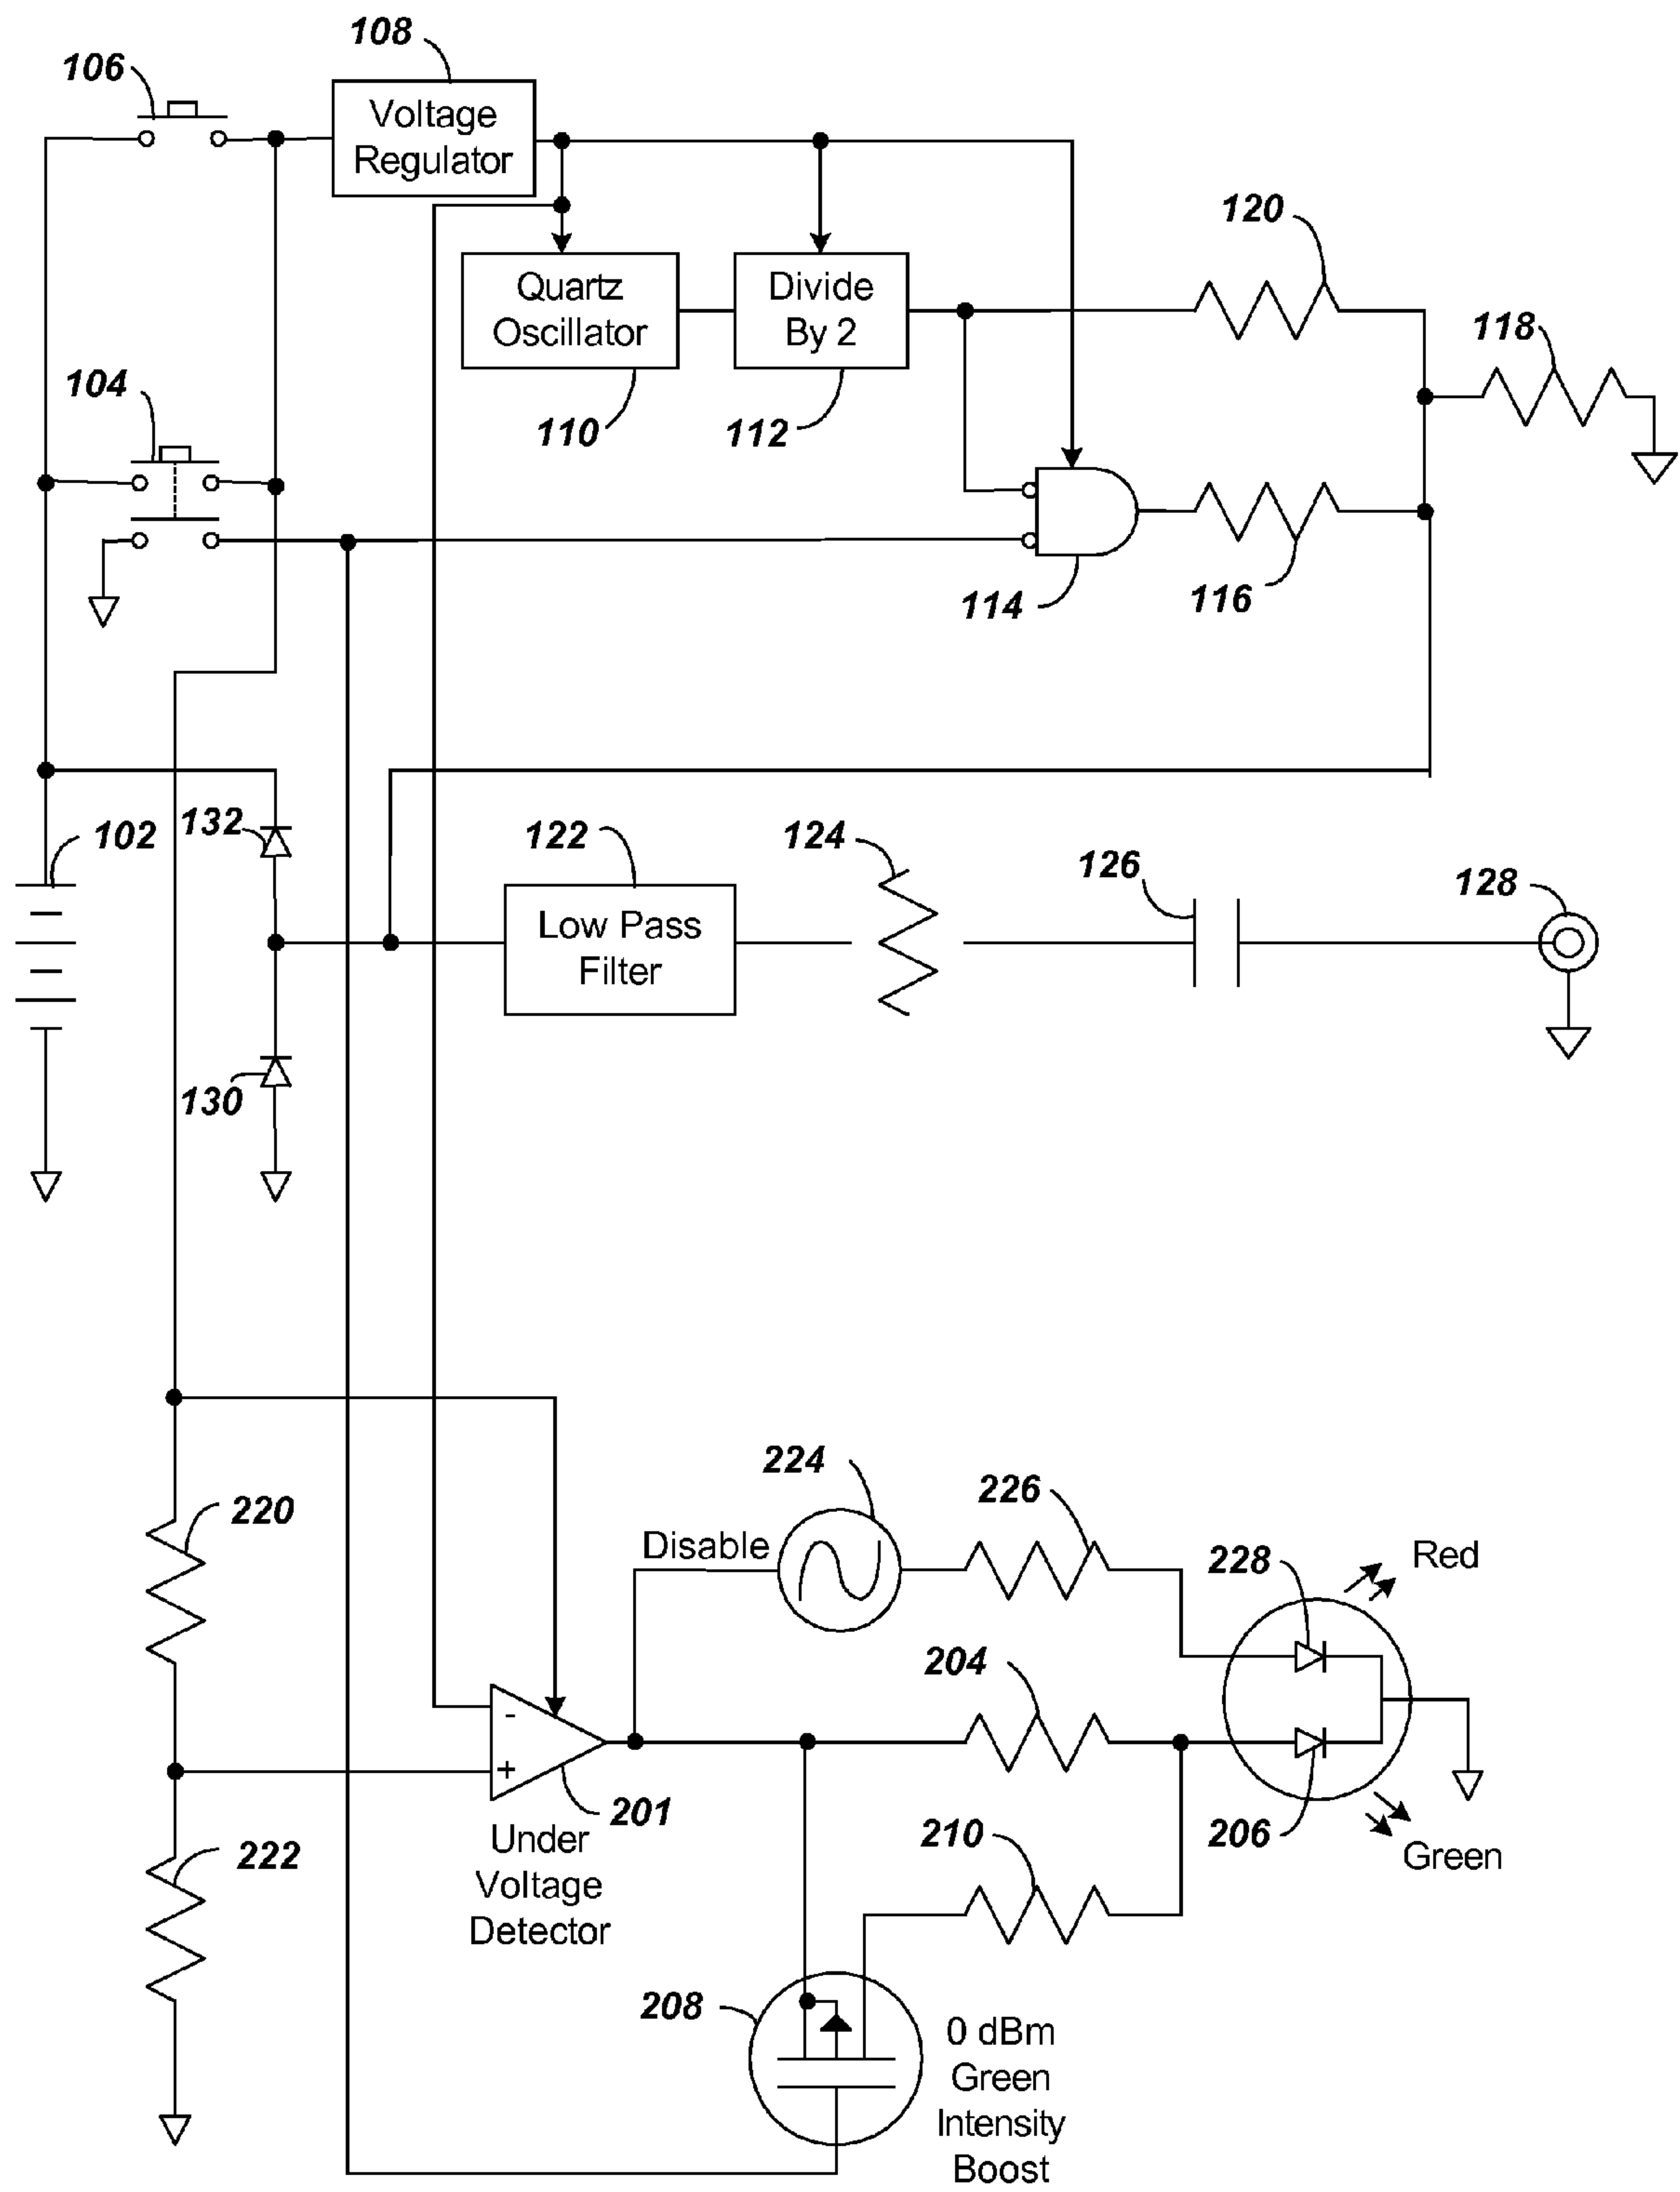 108
106
Voltage
Regulator
120
Quartz
Oscillator
Divide
By 2
118
104
110
112
114
116
102
132
122
124
126
128
Low Pass
Filter
130
224
226
220
Disable
228
Red
204
-
+
201
Under
Voltage
Detector
210
206
Green
222
208
0 dBm
Green
Intensity
Boost